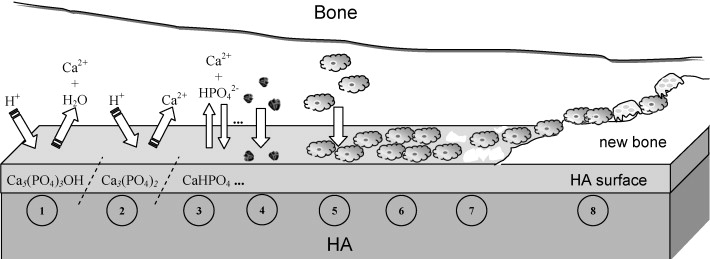 Bone
Ca²⁺
+
H₂O
H⁺
H⁺
Ca²⁺
Ca²⁺
+
HPO₄²⁻
...
new bone
Ca₅(PO₄)₃OH
Ca₃(PO₄)₂
CaHPO₄ ...
HA surface
1 2 3 4 5 6 7 8
HA